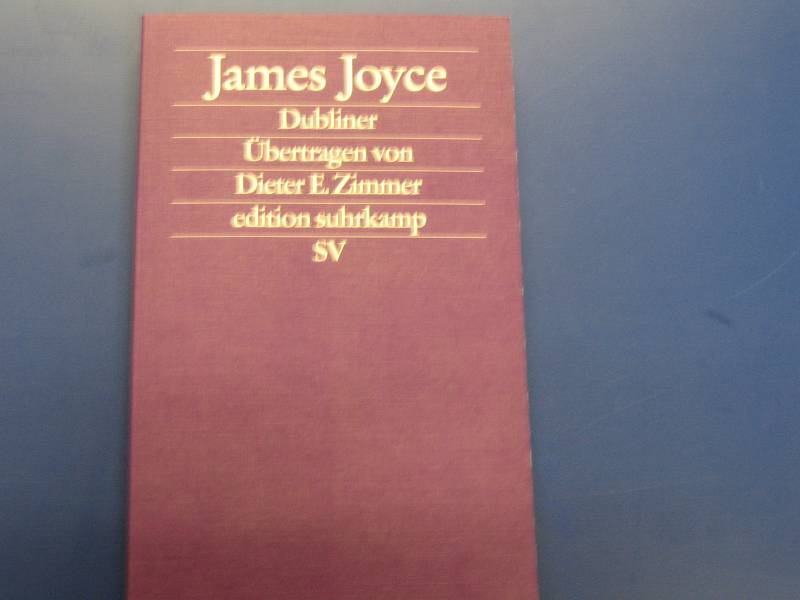 James Joyce
Dubliner
Übertragen von
Dieter E. Zimmer
edition suhrkamp
SV